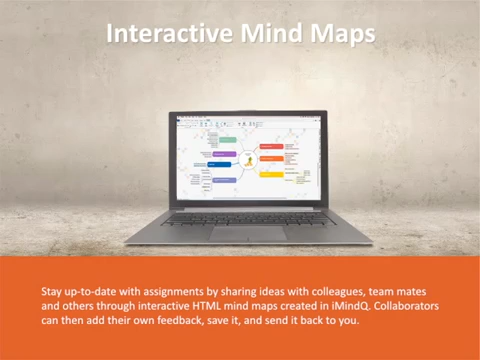 Interactive Mind Maps
Stay up-to-date with assignments by sharing ideas with colleagues, team mates
and others through interactive HTML mind maps created in iMindQ. Collaborators
can then add their own feedback, save it, and send it back to you.